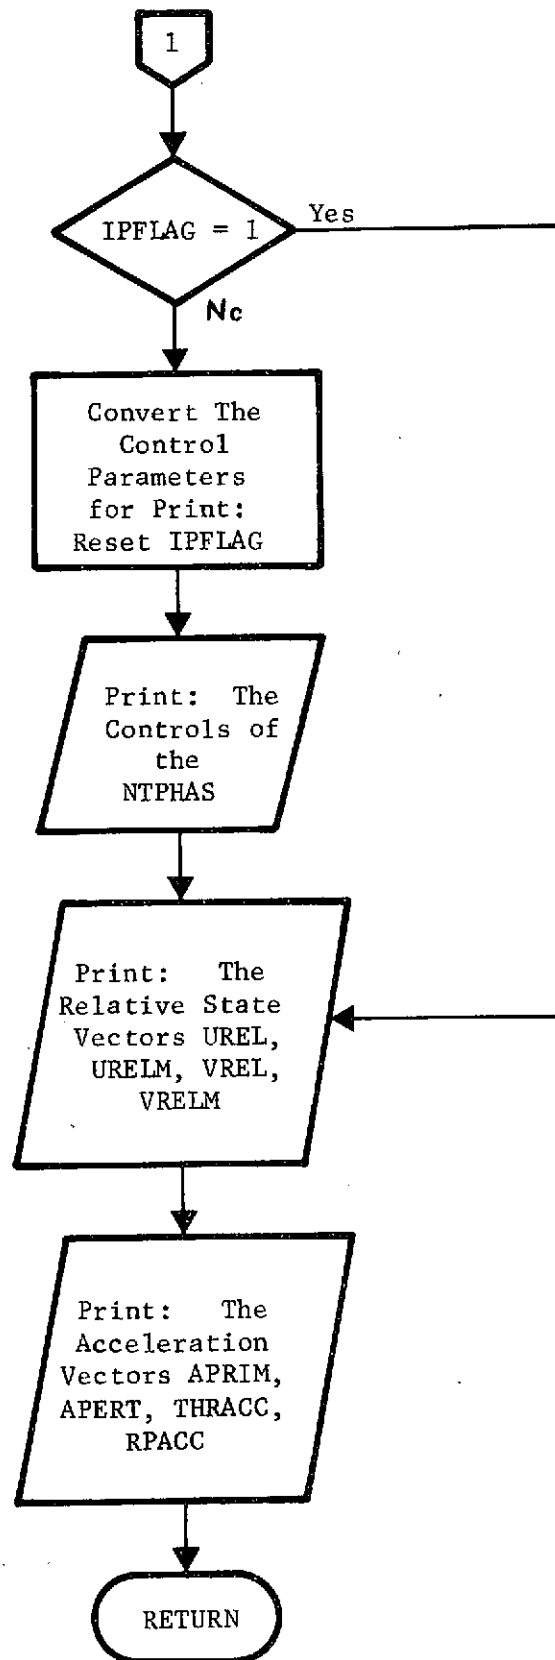 1
IPFLAG = 1
Yes
Nc
Convert The
Control
Parameters
for Print:
Reset IPFLAG
Print: The
Controls of
the
NTPHAS
Print: The
Relative State
Vectors UREL,
URELM, VREL,
VRELM
Print: The
Acceleration
Vectors APRIM,
APERT, THRACC,
RPACC
RETURN